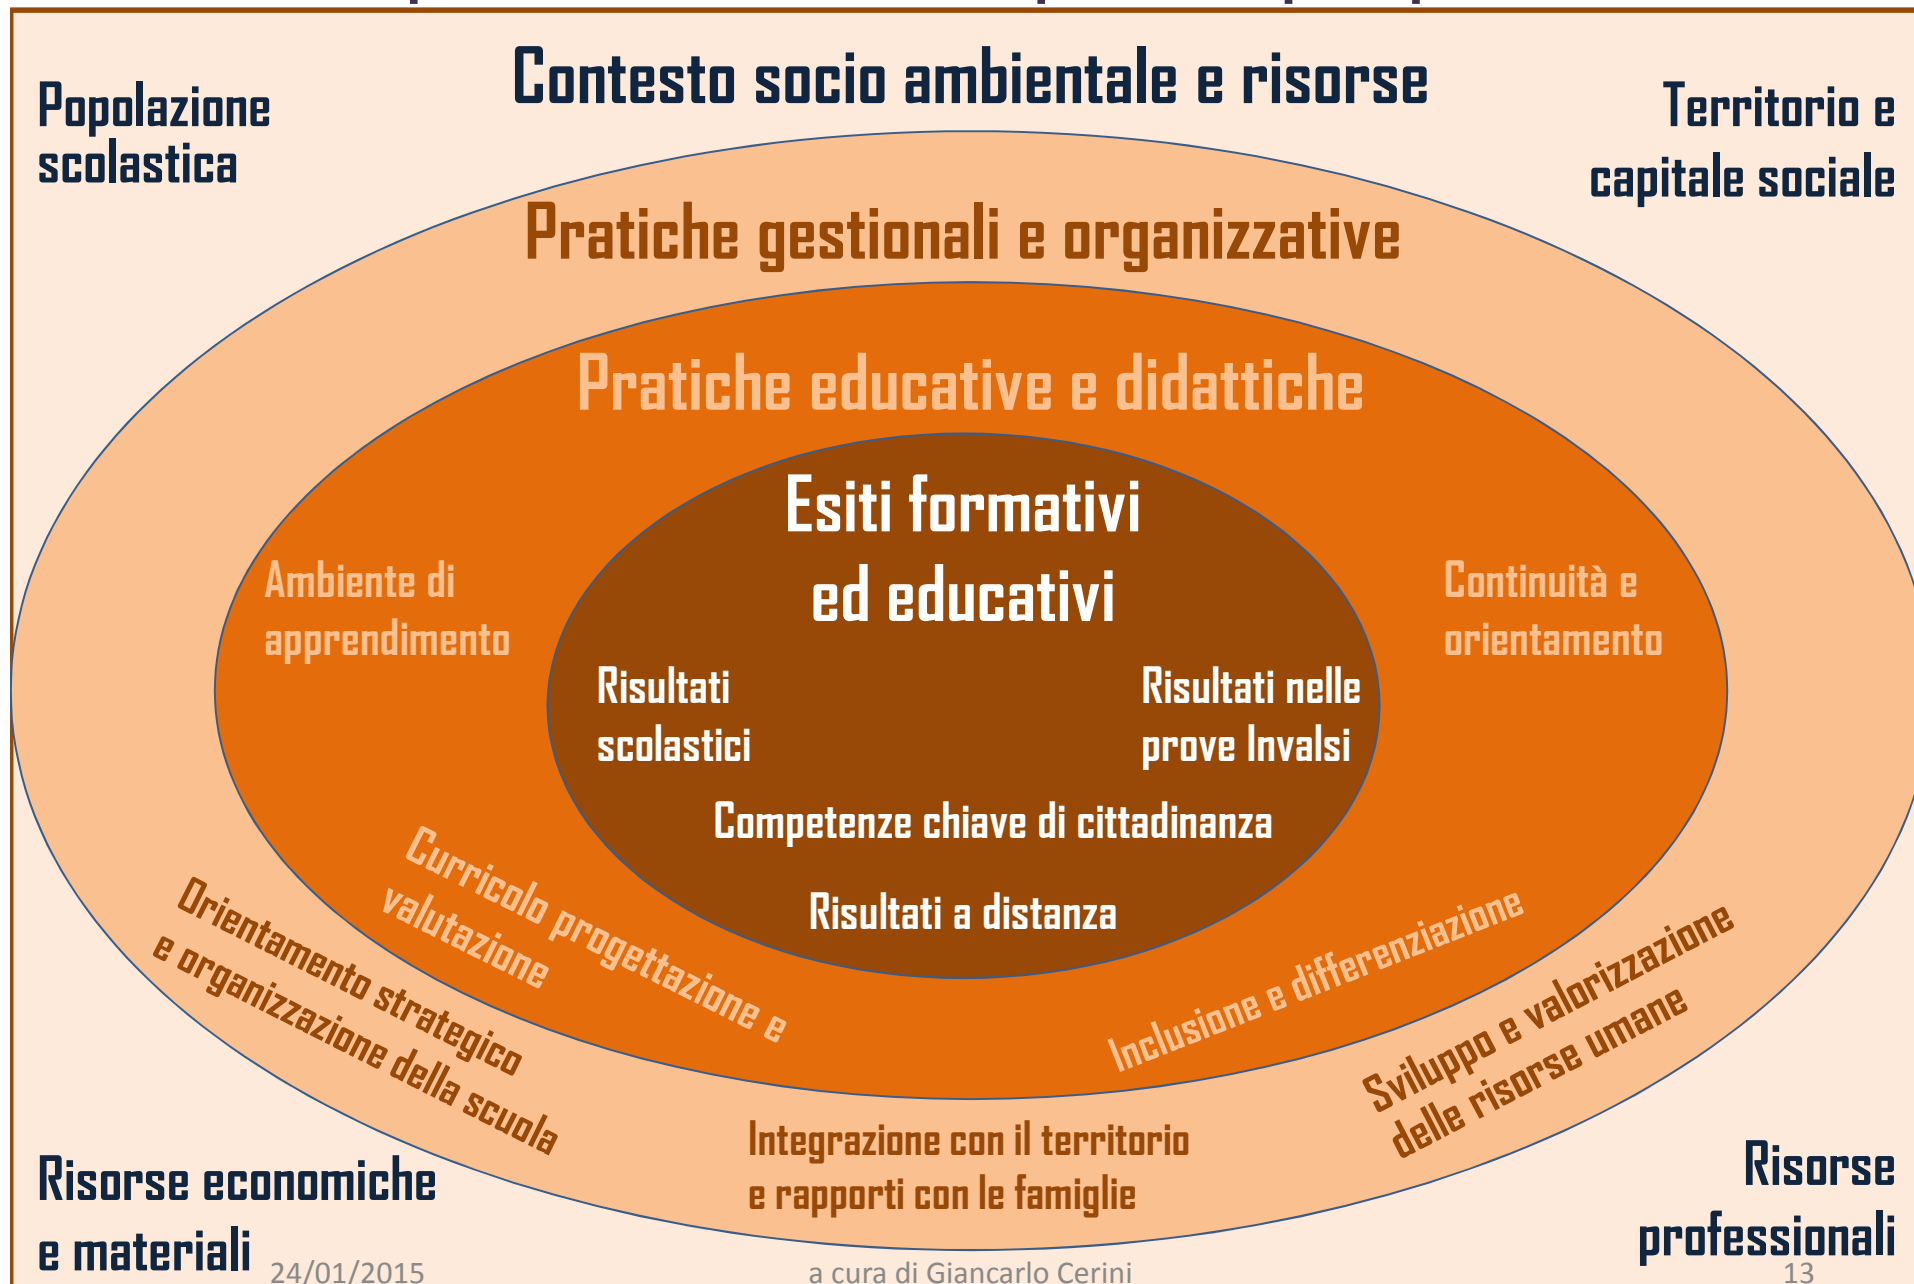 Contesto socio ambientale e risorse
Popolazione
scolastica
Territorio e
capitale sociale
Pratiche gestionali e organizzative
Pratiche educative e didattiche
Esiti formativi
ed educativi
Ambiente di
apprendimento
Continuità e
orientamento
Risultati
scolastici
Risultati nelle
prove Invalsi
Competenze chiave di cittadinanza
Risultati a distanza
Curricolo progettazione e
valutazione
Inclusione e differenziazione
Orientamento strategico
e organizzazione della scuola
Sviluppo e valorizzazione
delle risorse umane
Integrazione con il territorio
e rapporti con le famiglie
Risorse economiche
e materiali
Risorse
professionali
24/01/2015
a cura di Giancarlo Cerini
13